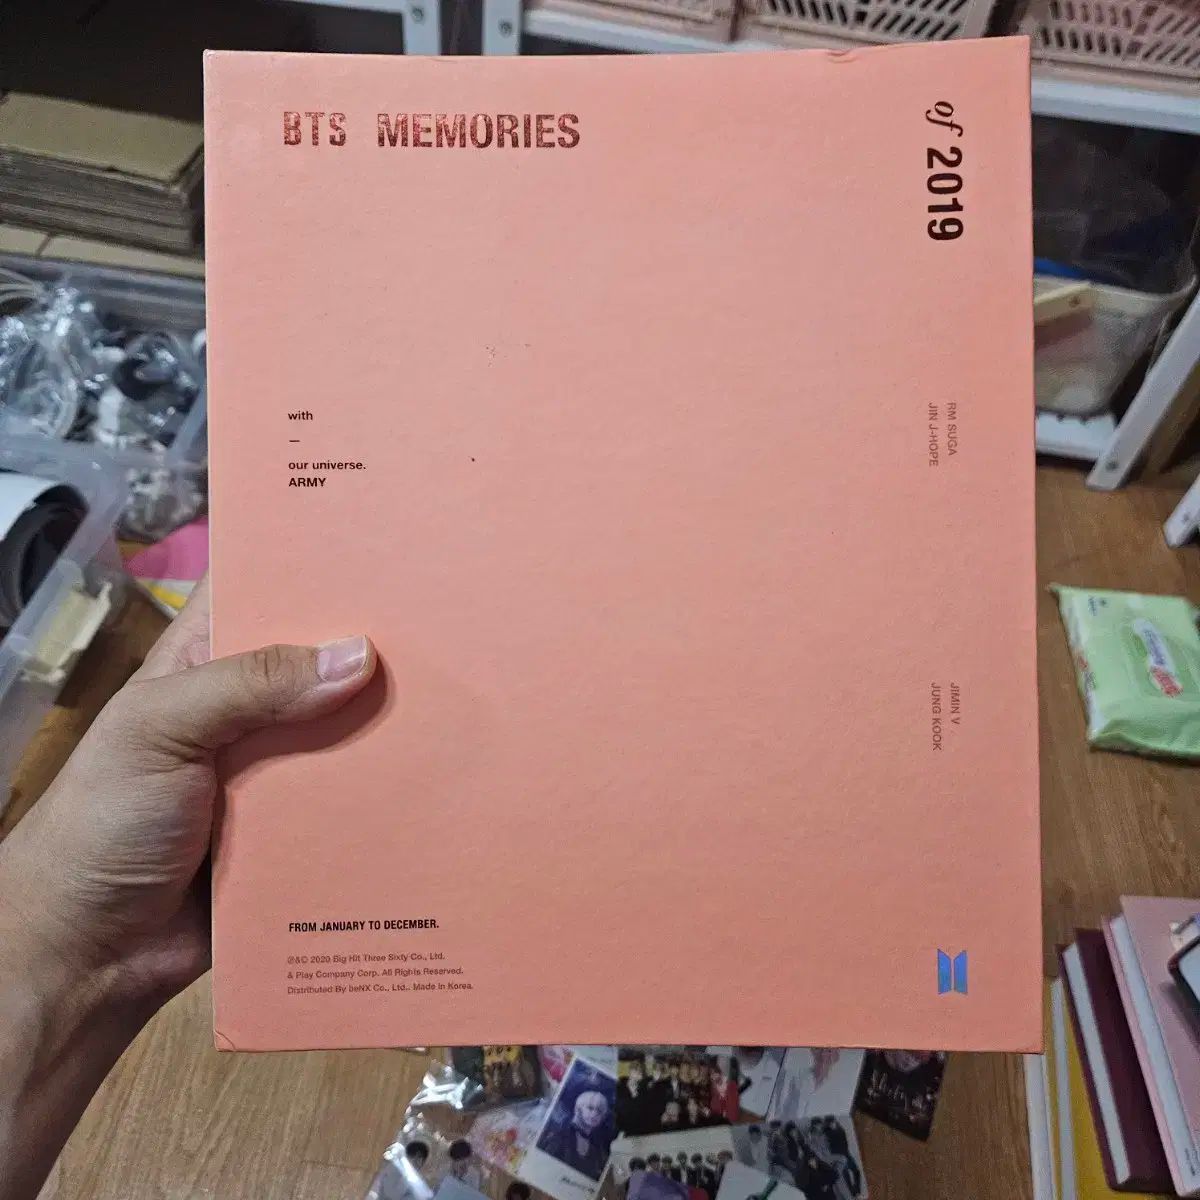 BTS MEMORIES
of 2019
with
—
our universe.
ARMY
RM SUGA
JIN J-HOPE
JIMIN V
JUNG KOOK
FROM JANUARY TO DECEMBER.
℗&© 2020 Big Hit Three Sixty Co., Ltd.
& Play Company Corp. All Rights Reserved.
Distributed By beNX Co., Ltd.. Made in Korea.